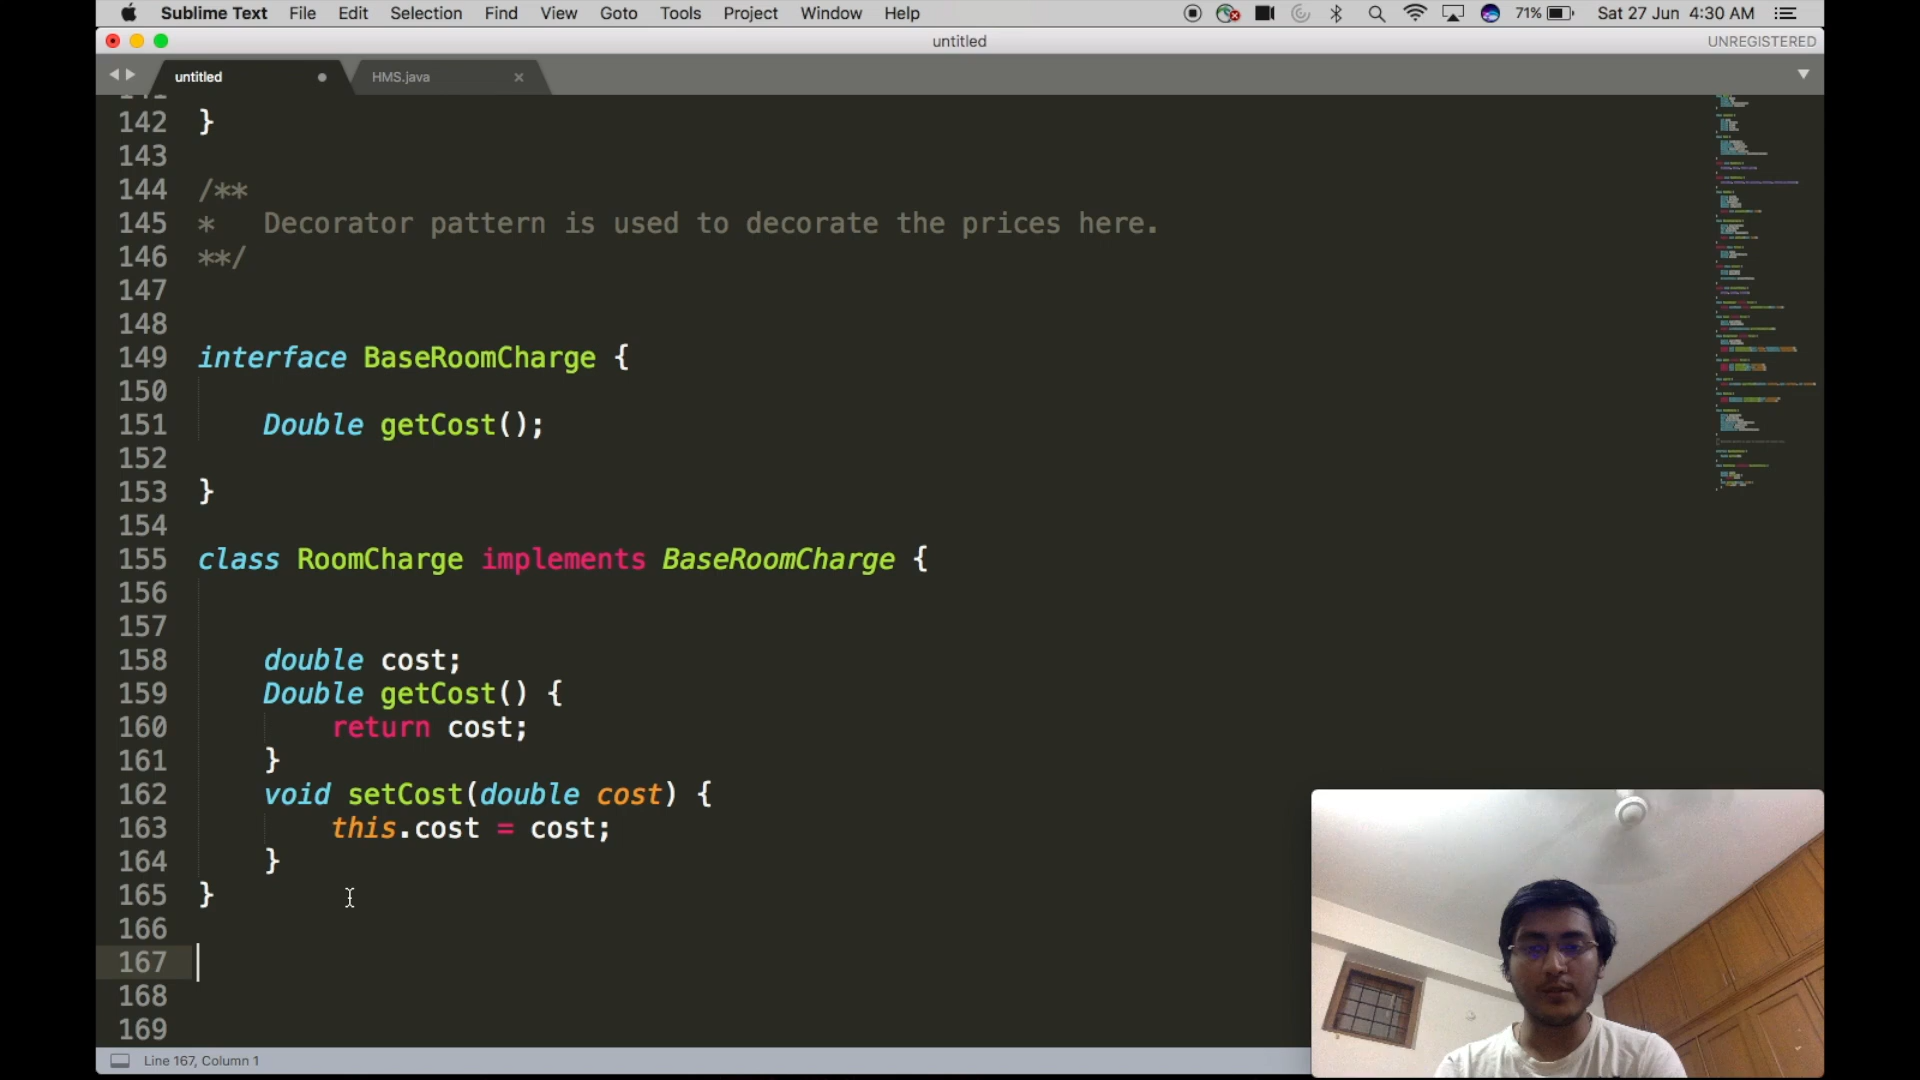 Sublime Text File Edit Selection Find View Goto Tools Project Window Help 71% Sat 27 Jun 4:30 AM
untitled UNREGISTERED
untitled HMS.java
142 }
143
144 /**
145 * Decorator pattern is used to decorate the prices here.
146 **/
147
148
149 interface BaseRoomCharge {
150
151 Double getCost();
152
153 }
154
155 class RoomCharge implements BaseRoomCharge {
156
157
158 double cost;
159 Double getCost() {
160 return cost;
161 }
162 void setCost(double cost) {
163 this.cost = cost;
164 }
165 }
166
167
168
169
Line 167, Column 1